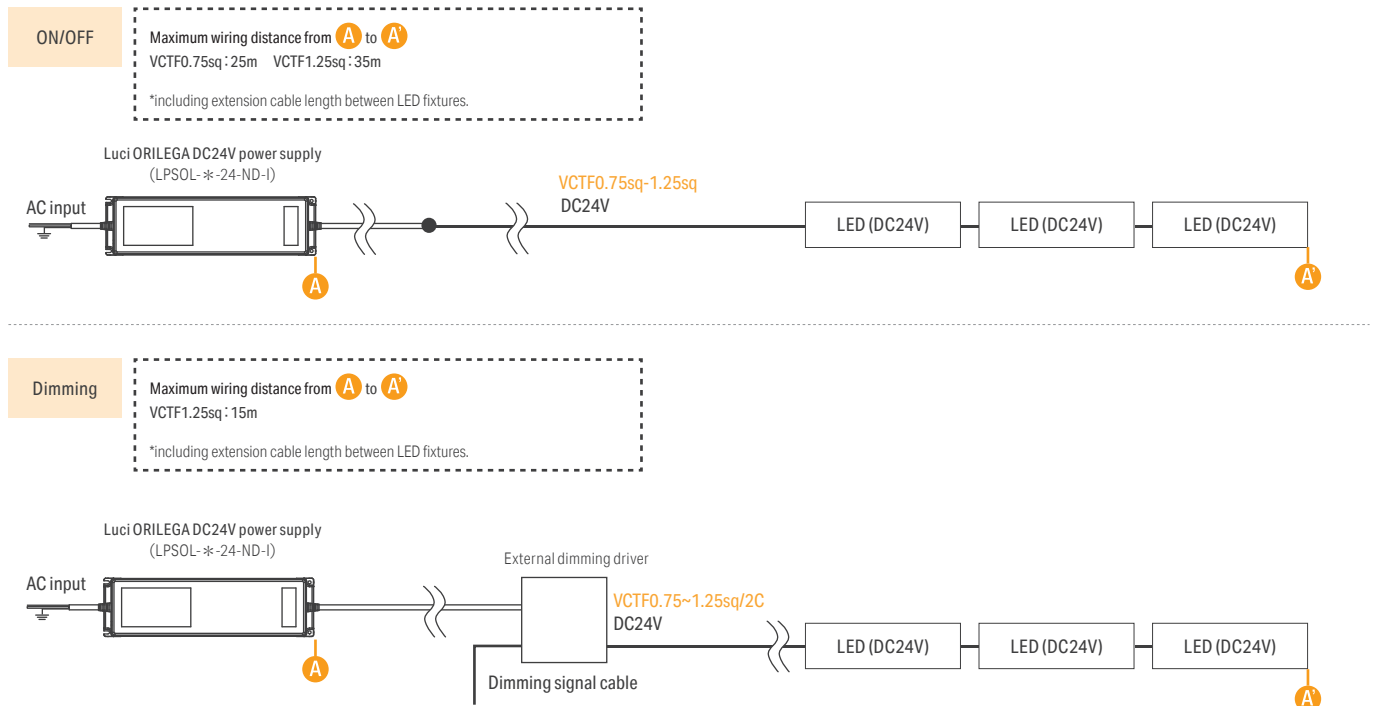 ON/OFF
Maximum wiring distance from A to A'
VCTF0.75sq:25m VCTF1.25sq:35m
*including extension cable length between LED fixtures.
Luci ORILEGA DC24V power supply
(LPSOL-＊-24-ND-I)
AC input
VCTF0.75sq-1.25sq
DC24V
LED (DC24V) LED (DC24V) LED (DC24V)
A A'
Dimming
Maximum wiring distance from A to A'
VCTF1.25sq:15m
*including extension cable length between LED fixtures.
Luci ORILEGA DC24V power supply
(LPSOL-＊-24-ND-I)
External dimming driver
AC input
VCTF0.75~1.25sq/2C
DC24V
LED (DC24V) LED (DC24V) LED (DC24V)
A
Dimming signal cable
A'